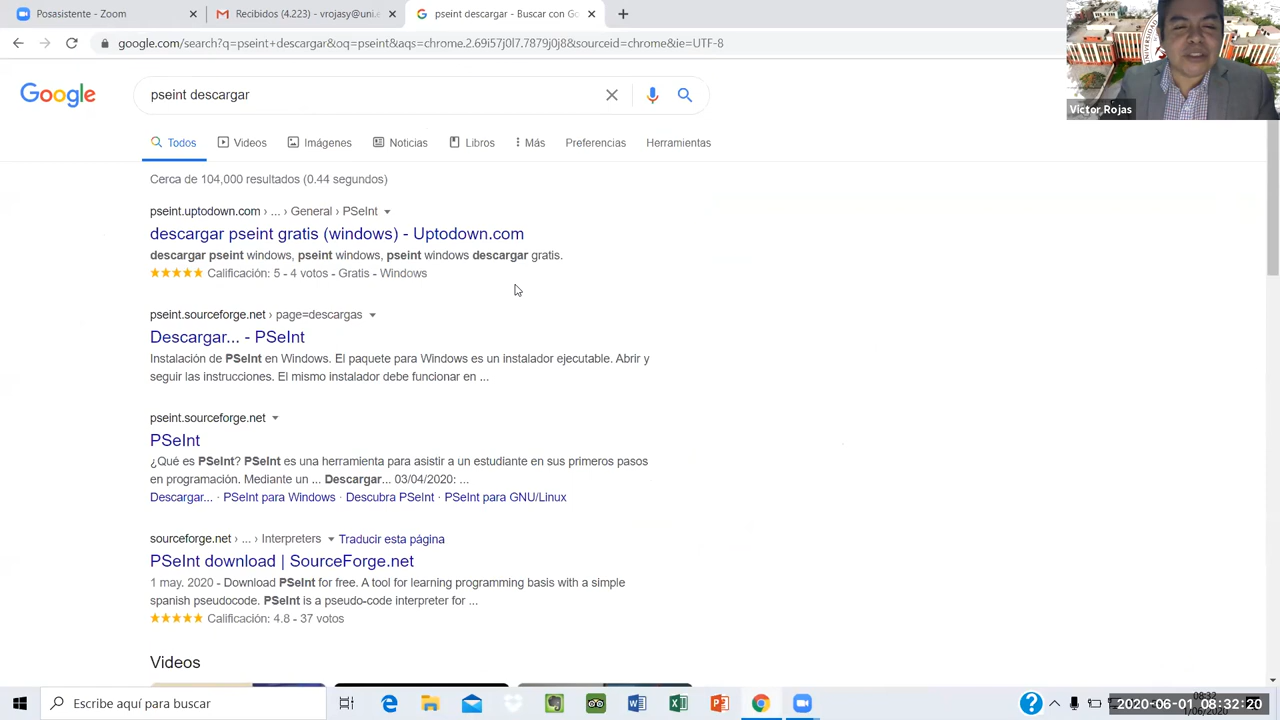 Posasistente - Zoom
Recibidos (4.223) - vrojasy@u
pseint descargar - Buscar con Go
google.com/search?q=pseint+descargar&oq=pseint&aqs=chrome.2.69i57j0l7.7879j0j8&sourceid=chrome&ie=UTF-8
Victor Rojas
Google
pseint descargar
Todos Videos Imágenes Noticias Libros Más Preferencias Herramientas
Cerca de 104,000 resultados (0.44 segundos)
pseint.uptodown.com › ... › General › PSeInt
descargar pseint gratis (windows) - Uptodown.com
descargar pseint windows, pseint windows, pseint windows descargar gratis.
Calificación: 5 - 4 votos - Gratis - Windows
pseint.sourceforge.net › page=descargas
Descargar... - PSeInt
Instalación de PSeInt en Windows. El paquete para Windows es un instalador ejecutable. Abrir y
seguir las instrucciones. El mismo instalador debe funcionar en ...
pseint.sourceforge.net
PSeInt
¿Qué es PSeInt? PSeInt es una herramienta para asistir a un estudiante en sus primeros pasos
en programación. Mediante un ... Descargar... 03/04/2020: ...
Descargar... · PSeInt para Windows · Descubra PSeInt · PSeInt para GNU/Linux
sourceforge.net › ... › Interpreters Traducir esta página
PSeInt download | SourceForge.net
1 may. 2020 - Download PSeInt for free. A tool for learning programming basis with a simple
spanish pseudocode. PSeInt is a pseudo-code interpreter for ...
Calificación: 4.8 - 37 votos
Videos
Escribe aquí para buscar
08:32
2020-06-01 08:32:20
1/06/2020